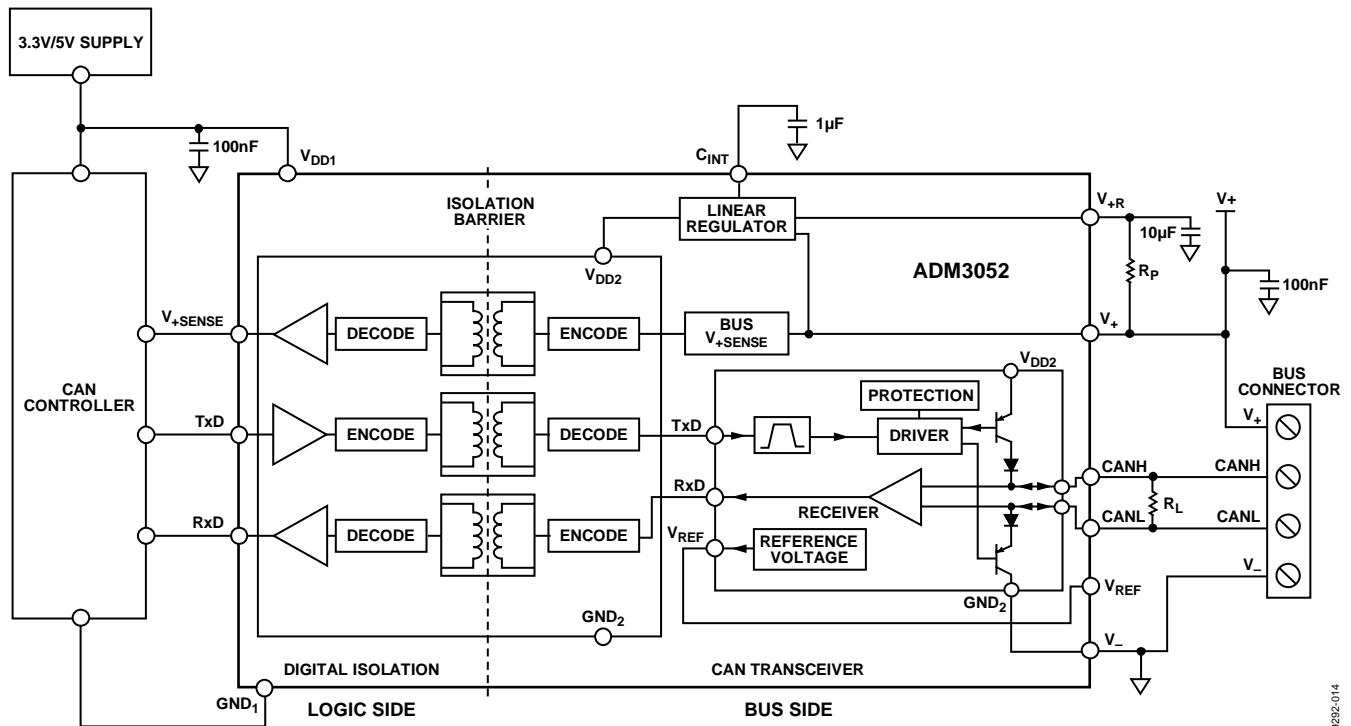 3.3V/5V SUPPLY
100nF
VDD1
CINT
1µF
ISOLATION
BARRIER
LINEAR
REGULATOR
V+R
10µF
RP
V+
100nF
ADM3052
VDD2
V+SENSE
DECODE
ENCODE
BUS
V+SENSE
V+
CAN
CONTROLLER
TxD
ENCODE
DECODE
TxD
PROTECTION
DRIVER
VDD2
BUS
CONNECTOR
V+
RxD
DECODE
ENCODE
RxD
RECEIVER
CANH
CANH
RL
CANL
CANL
VREF
REFERENCE
VOLTAGE
GND2
VREF
V–
V–
GND2
DIGITAL ISOLATION
CAN TRANSCEIVER
GND1
LOGIC SIDE
BUS SIDE